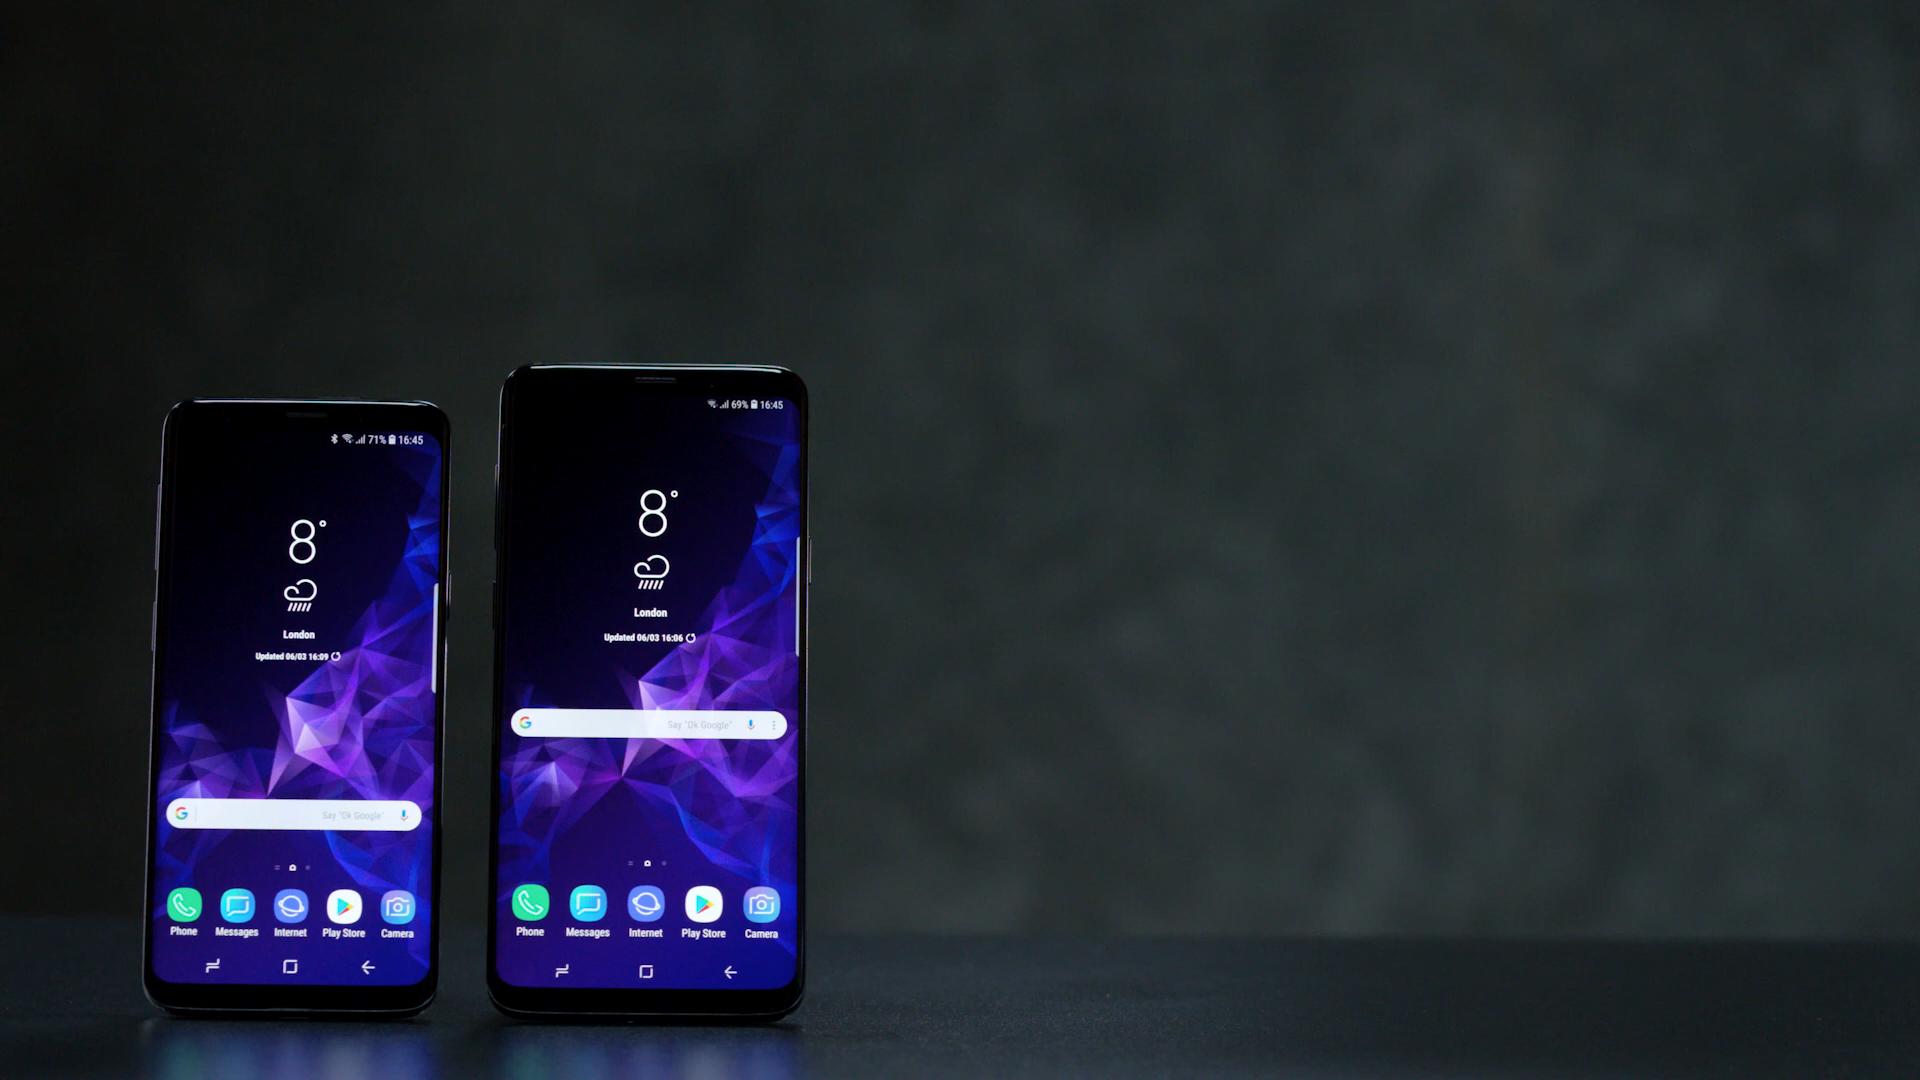 71% 16:45
8°
London
Updated 06/03 16:09
G Say "Ok Google"
Phone Messages Internet Play Store Camera
69% 16:45
8°
London
Updated 06/03 16:06
G Say "Ok Google"
Phone Messages Internet Play Store Camera